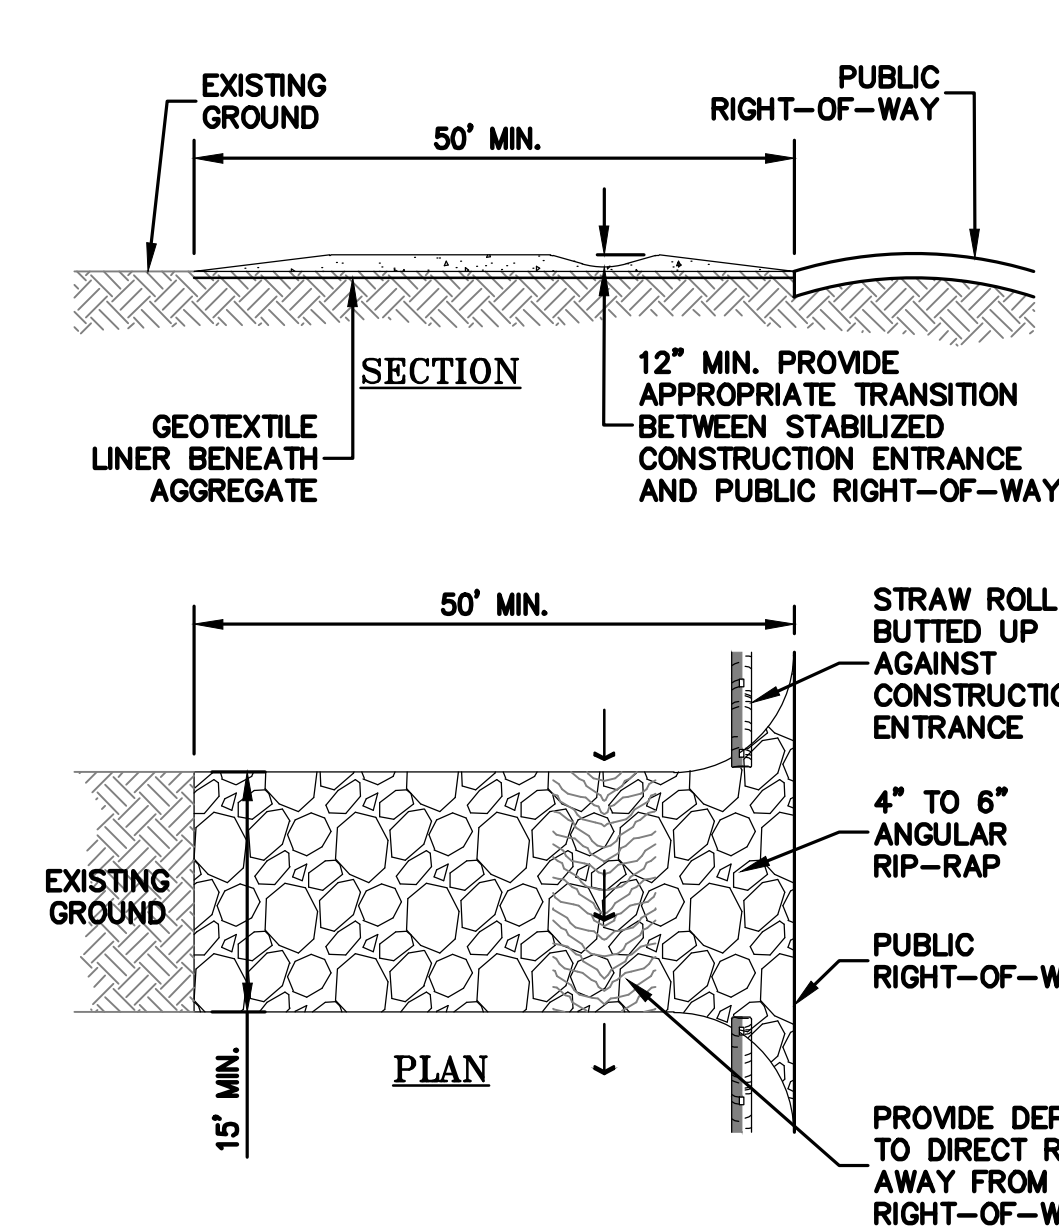 EXISTING
GROUND
PUBLIC
RIGHT-OF-WAY
50' MIN.
SECTION
GEOTEXTILE
LINER BENEATH
AGGREGATE
12" MIN. PROVIDE
APPROPRIATE TRANSITION
BETWEEN STABILIZED
CONSTRUCTION ENTRANCE
AND PUBLIC RIGHT-OF-WAY
50' MIN.
STRAW ROLL
BUTTED UP
AGAINST
ENTRANCE
4" TO 6"
ANGULAR
RIP-RAP
EXISTING
GROUND
PUBLIC
15' MIN.
PLAN
PROVIDE
TO DIRECT
AWAY FROM